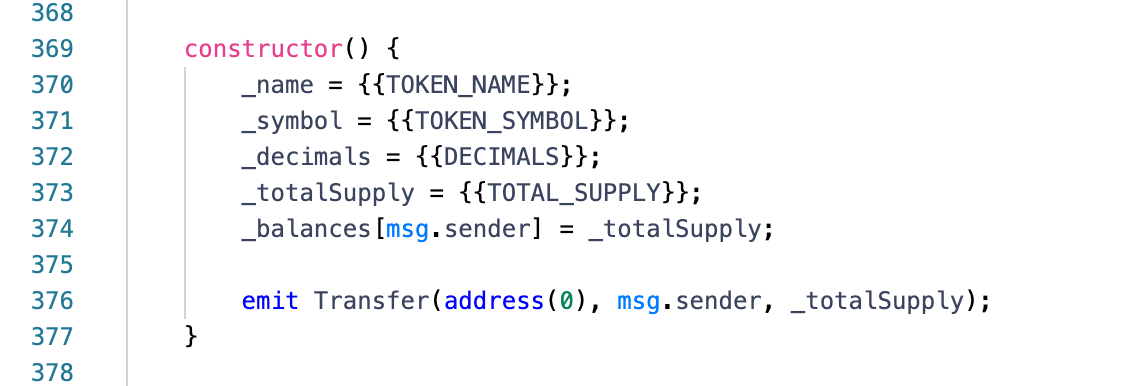 368
369 constructor() {
370 _name = {{TOKEN_NAME}};
371 _symbol = {{TOKEN_SYMBOL}};
372 _decimals = {{DECIMALS}};
373 _totalSupply = {{TOTAL_SUPPLY}};
374 _balances[msg.sender] = _totalSupply;
375
376 emit Transfer(address(0), msg.sender, _totalSupply);
377 }
378